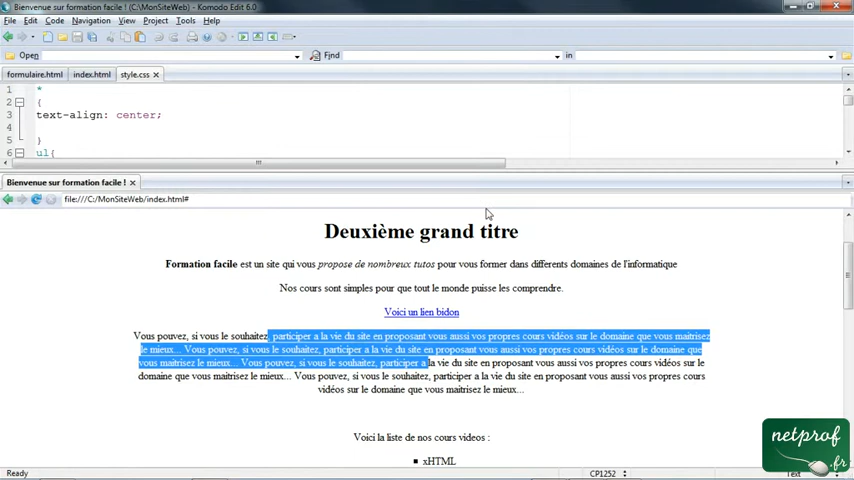 Bienvenue sur formation facile ! (C:\MonSiteWeb) - Komodo Edit 6.0
File Edit Code Navigation View Project Tools Help
Open Find in
formulaire.html index.html style.css
1 *
2 {
3 text-align: center;
4
5 }
6 ul{
Bienvenue sur formation facile !
file:///C:/MonSiteWeb/index.html#
Deuxième grand titre
Formation facile est un site qui vous propose de nombreux tutos pour vous former dans differents domaines de l'informatique
Nos cours sont simples pour que tout le monde puisse les comprendre.
Voici un lien bidon
Vous pouvez, si vous le souhaitez, participer a la vie du site en proposant vous aussi vos propres cours vidéos sur le domaine que vous maitrisez
le mieux... Vous pouvez, si vous le souhaitez, participer a la vie du site en proposant vous aussi vos propres cours vidéos sur le domaine que
vous maitrisez le mieux... Vous pouvez, si vous le souhaitez, participer a la vie du site en proposant vous aussi vos propres cours vidéos sur le
domaine que vous maitrisez le mieux... Vous pouvez, si vous le souhaitez, participer a la vie du site en proposant vous aussi vos propres cours
vidéos sur le domaine que vous maitrisez le mieux...
Voici la liste de nos cours videos :
xHTML
netprof
.fr
Ready CP1252 Text